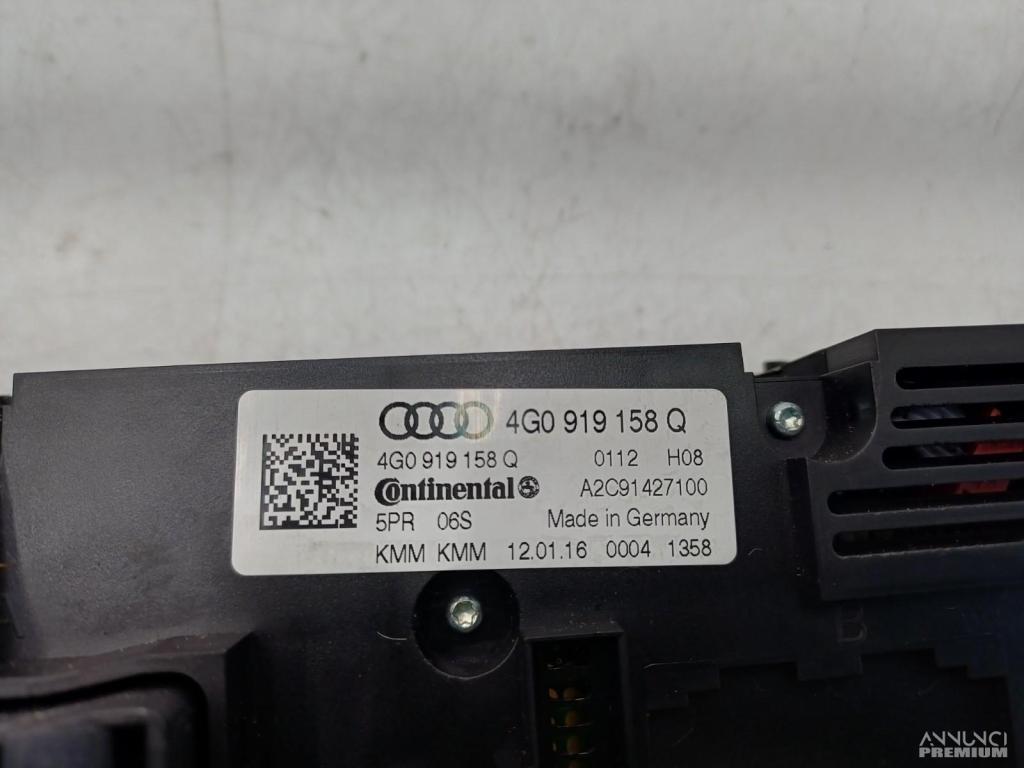 4G0 919 158 Q
4G0 919 158 Q 0112 H08
Continental A2C91427100
5PR 06S Made in Germany
KMM KMM 12.01.16 0004 1358
B
ANNUNCI
PREMIUM